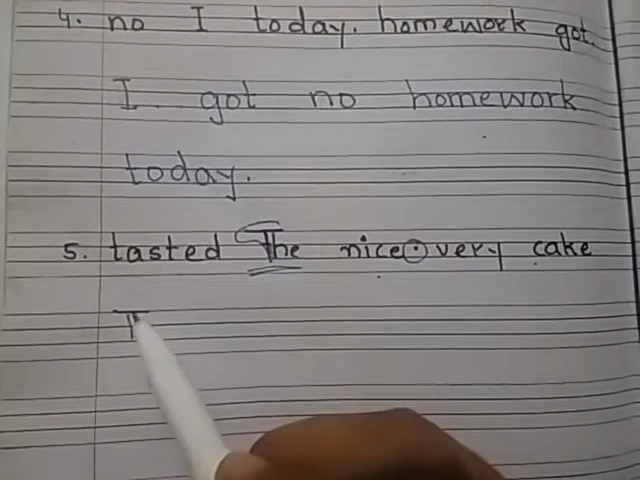 4. no I today. homework got.
I got no homework
today.
5. tasted The nice. very cake
T